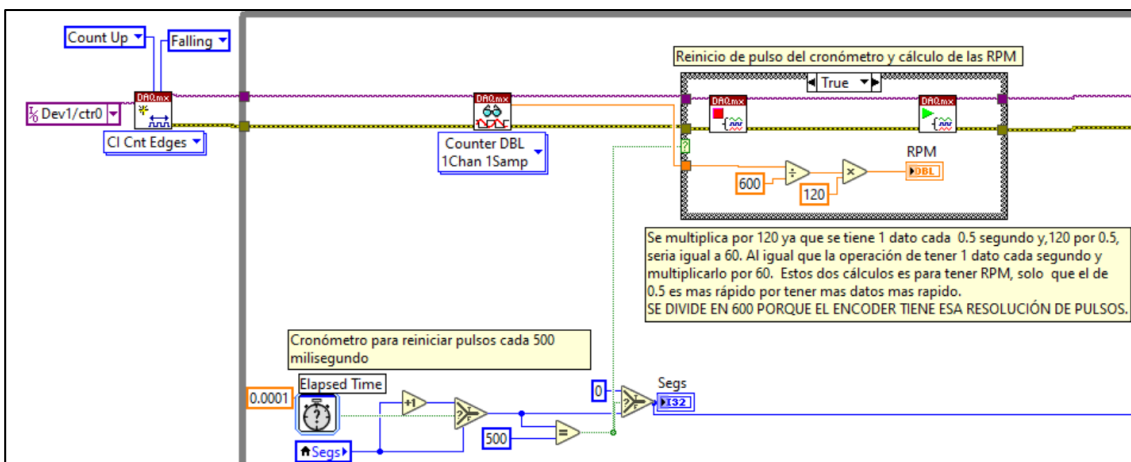 Count Up
Falling
Reinicio de pulso del cronómetro y cálculo de las RPM
True
DAQmx
DAQmx
DAQmx
DAQmx
Dev1/ctr0
CI Cnt Edges
Counter DBL
1Chan 1Samp
RPM
DBL
600
120
Se multiplica por 120 ya que se tiene 1 dato cada 0.5 segundo y,120 por 0.5,
seria igual a 60. Al igual que la operación de tener 1 dato cada segundo y
multiplicarlo por 60. Estos dos cálculos es para tener RPM, solo que el de
0.5 es mas rápido por tener mas datos mas rapido.
SE DIVIDE EN 600 PORQUE EL ENCODER TIENE ESA RESOLUCIÓN DE PULSOS.
Cronómetro para reiniciar pulsos cada 500
milisegundo
Elapsed Time
0.0001
+1
0
Segs
I32
500
=
Segs